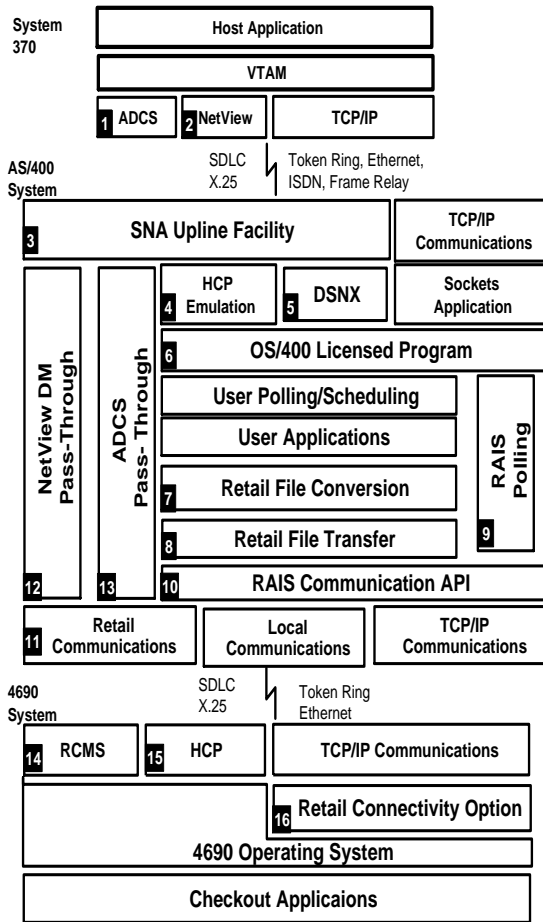 System
370
Host Application
VTAM
1 ADCS
2 NetView
TCP/IP
SDLC
X.25
Token Ring, Ethernet,
ISDN, Frame Relay
AS/400
System
3 SNA Upline Facility
TCP/IP
Communications
4 HCP
Emulation
5 DSNX
Sockets
Application
6 OS/400 Licensed Program
User Polling/Scheduling
User Applications
7 Retail File Conversion
8 Retail File Transfer
9 RAIS
Polling
10 RAIS Communication API
12 NetView DM
Pass-Through
13 ADCS
Pass- Through
11 Retail
Communications
Local
Communications
TCP/IP
Communications
SDLC
X.25
Token Ring
Ethernet
4690
System
14 RCMS
15 HCP
TCP/IP Communications
16 Retail Connectivity Option
4690 Operating System
Checkout Applicaions